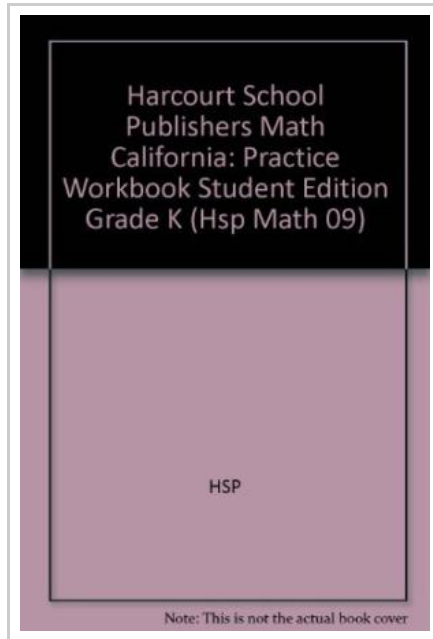 Harcourt School
Publishers Math
California: Practice
Workbook Student Edition
Grade K (Hsp Math 09)
HSP
Note: This is not the actual book cover